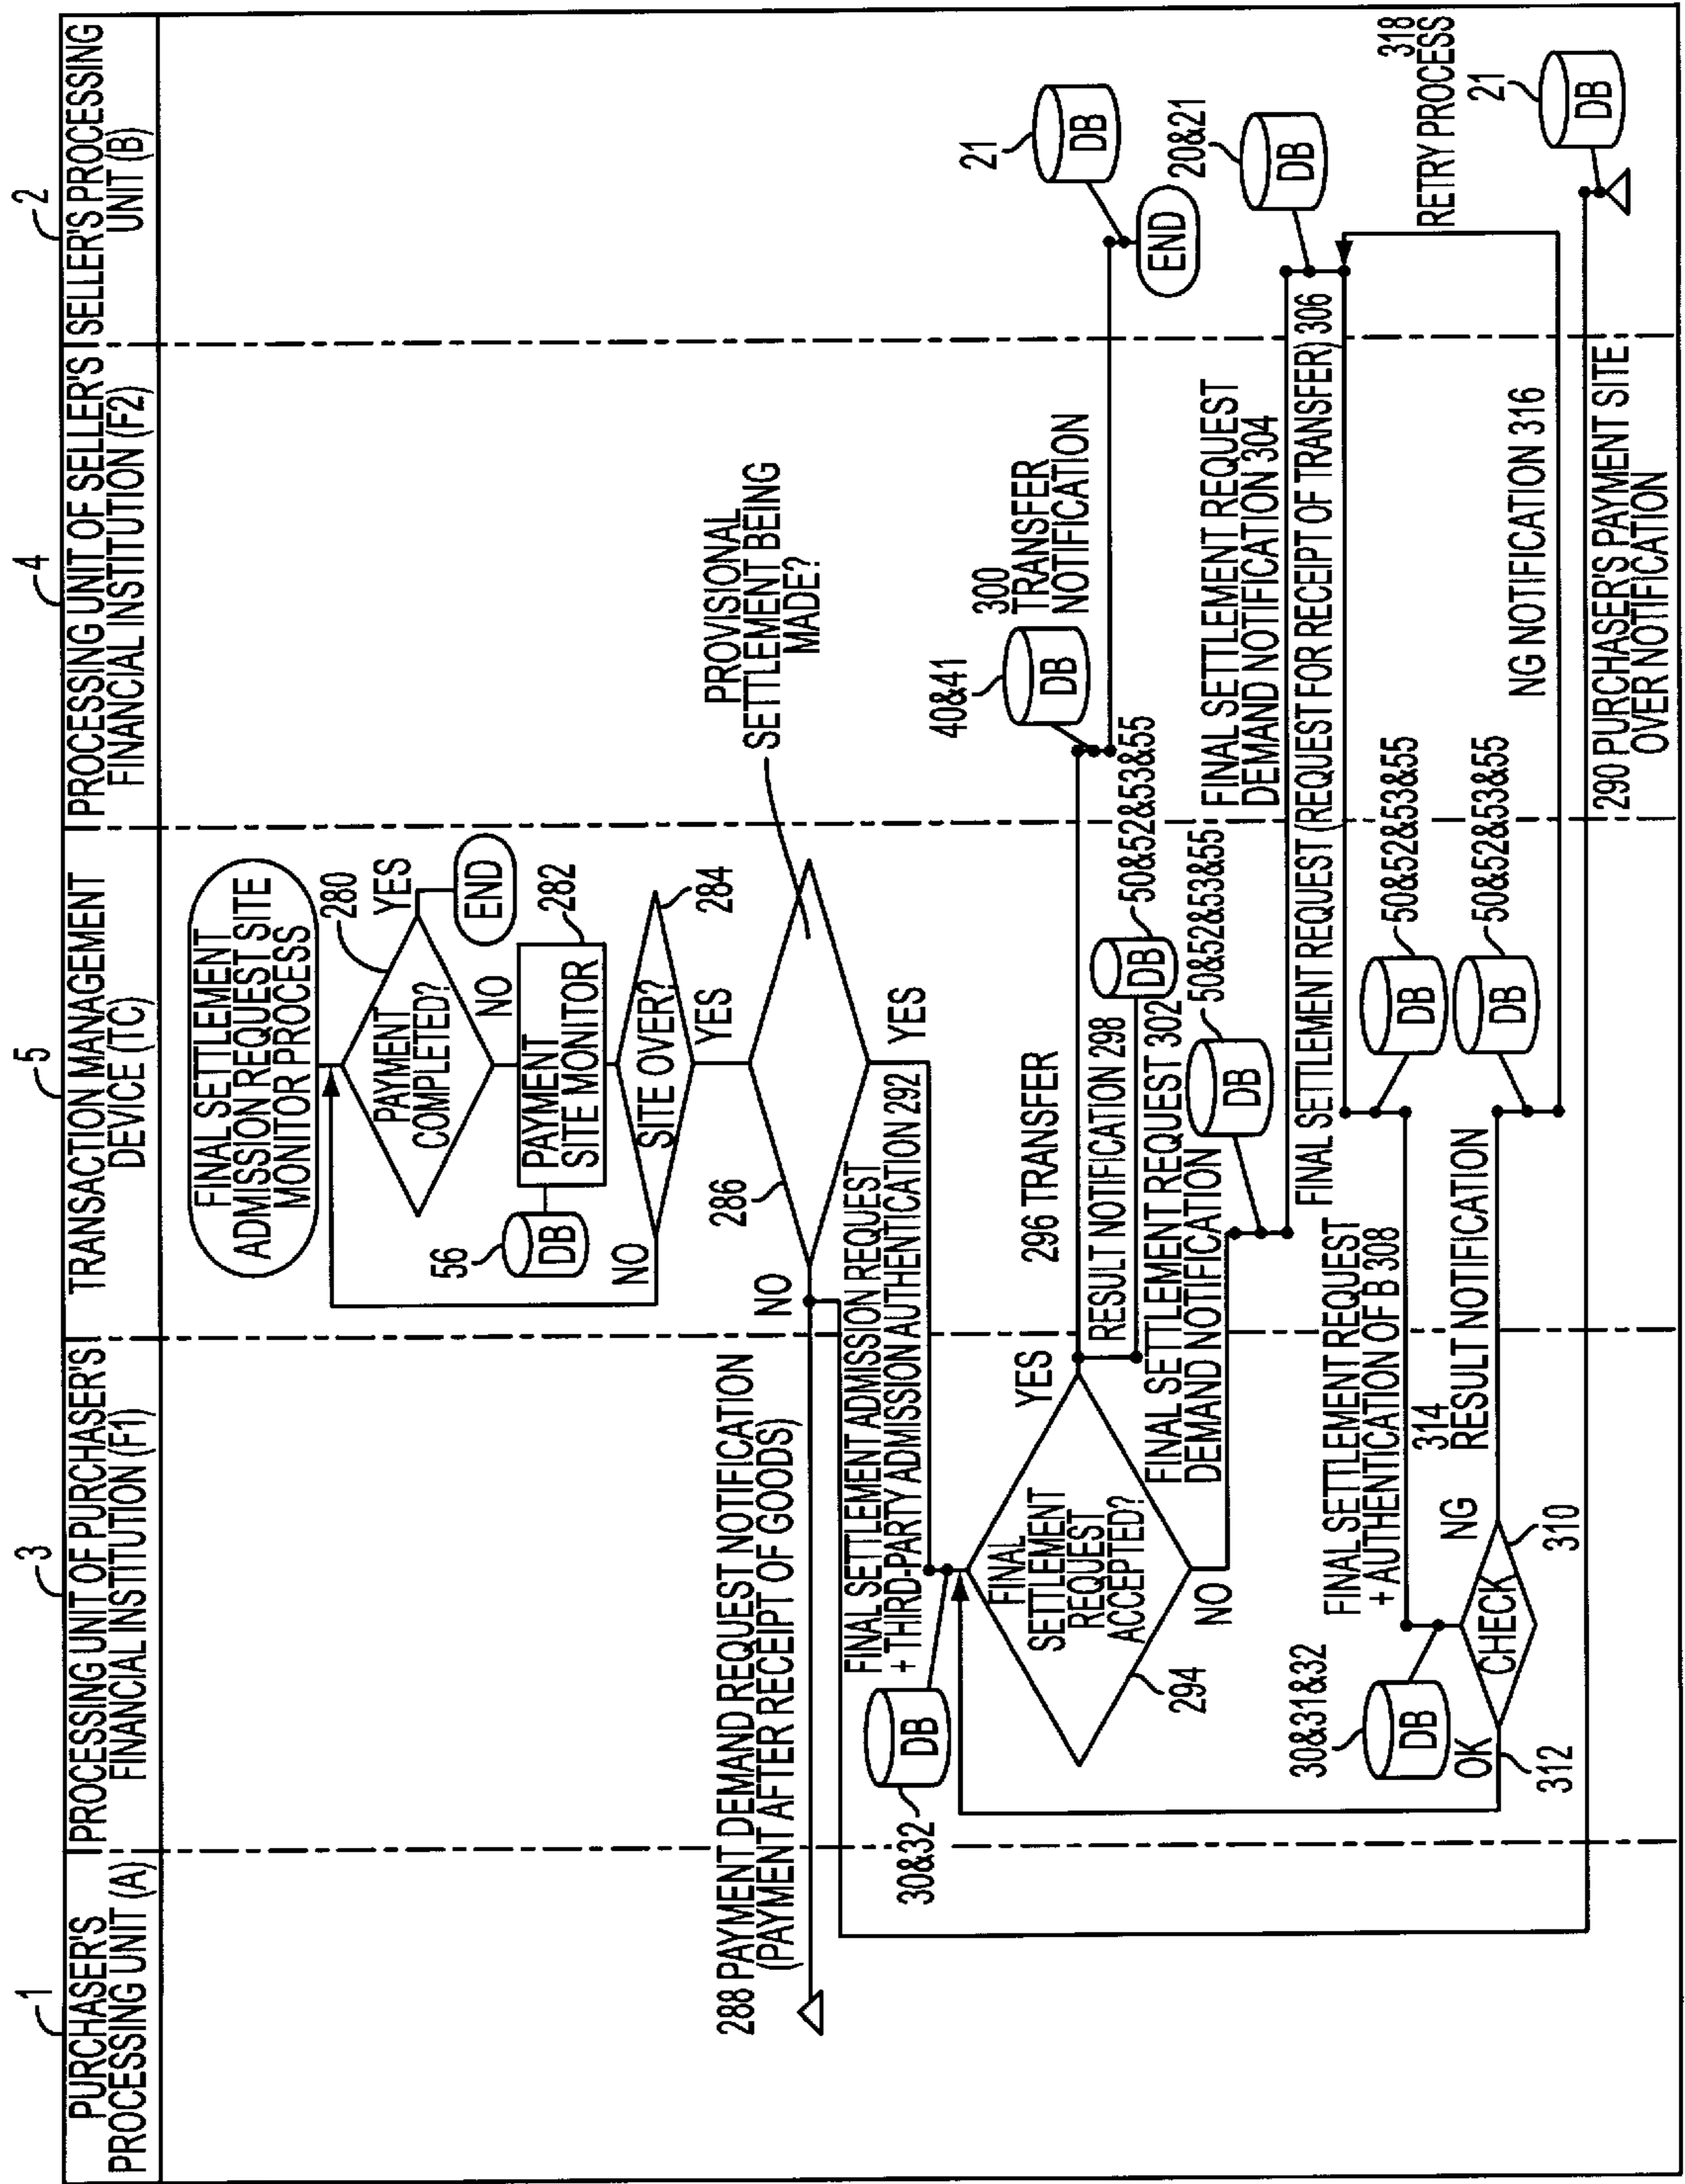 1
PURCHASER'S
PROCESSING UNIT (A)
3
PROCESSING UNIT OF PURCHASER'S
FINANCIAL INSTITUTION (F1)
5
TRANSACTION MANAGEMENT
DEVICE (TC)
4
PROCESSING UNIT OF SELLER'S
FINANCIAL INSTITUTION (F2)
2
SELLER'S PROCESSING
UNIT (B)
FINAL SETTLEMENT
ADMISSION REQUEST SITE
MONITOR PROCESS
280
PAYMENT
COMPLETED?
YES
END
NO
282
PAYMENT
SITE MONITOR
56
DB
284
SITE OVER?
NO
YES
286
PROVISIONAL
SETTLEMENT BEING
MADE?
NO
YES
288 PAYMENT DEMAND REQUEST NOTIFICATION
(PAYMENT AFTER RECEIPT OF GOODS)
FINAL SETTLEMENT ADMISSION REQUEST
+ THIRD-PARTY ADMISSION AUTHENTICATION 292
30&32
DB
FINAL
SETTLEMENT
REQUEST
ACCEPTED?
294
YES
NO
296 TRANSFER
40&41
DB
300
TRANSFER
NOTIFICATION
21
DB
END
RESULT NOTIFICATION 298
50&52&53&55
DB
FINAL SETTLEMENT REQUEST 302
DEMAND NOTIFICATION
50&52&53&55
DB
FINAL SETTLEMENT REQUEST
DEMAND NOTIFICATION 304
20&21
DB
FINAL SETTLEMENT REQUEST (REQUEST FOR RECEIPT OF TRANSFER) 306
FINAL SETTLEMENT REQUEST
+ AUTHENTICATION OF B 308
50&52&53&55
DB
30&31&32
DB
CHECK
310
OK
312
NG
314
RESULT NOTIFICATION
50&52&53&55
DB
NG NOTIFICATION 316
318
RETRY PROCESS
21
DB
290 PURCHASER'S PAYMENT SITE
OVER NOTIFICATION